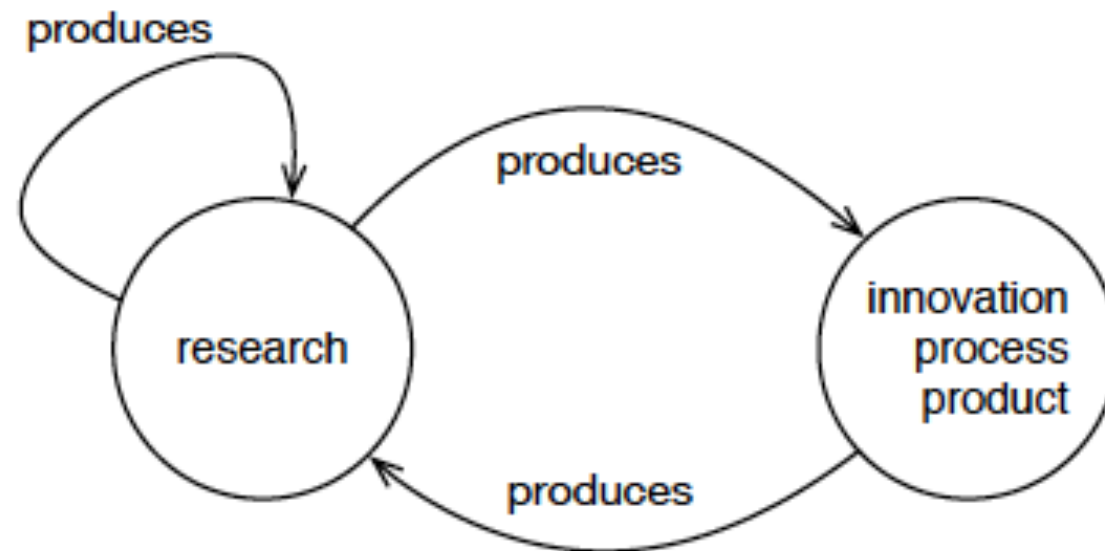 produces
produces
research
innovation
process
product
produces